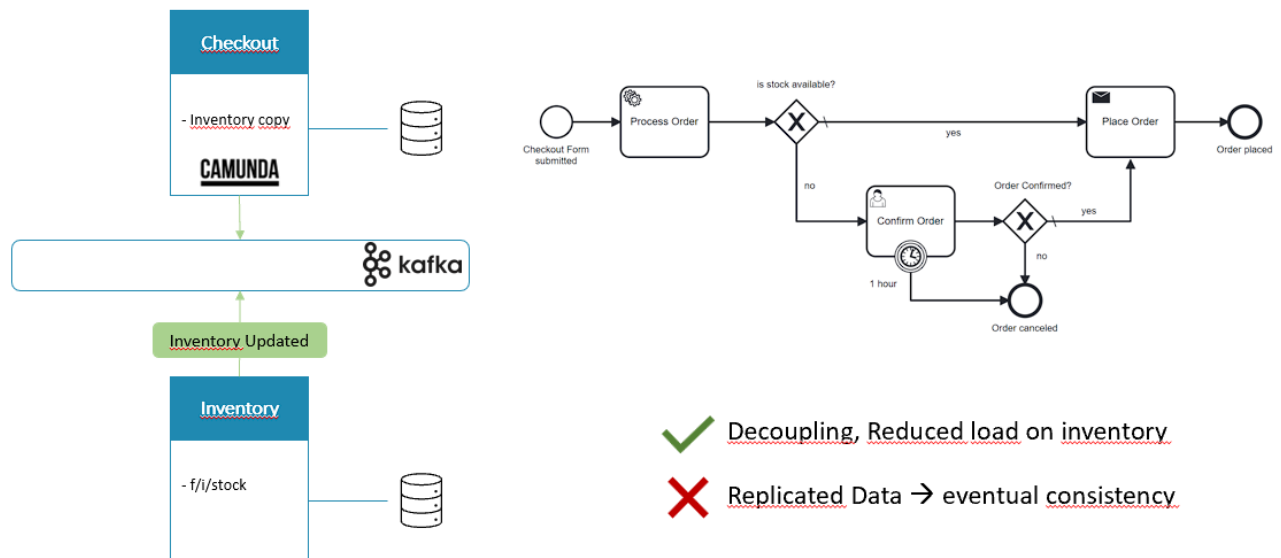 Checkout
- Inventory copy
CAMUNDA
kafka
Inventory Updated
Inventory
- f/i/stock
is stock available?
Process Order
Place Order
yes
Checkout Form
submitted
Order placed
no
Order Confirmed?
Confirm Order
yes
no
1 hour
Order canceled
Decoupling, Reduced load on inventory
Replicated Data → eventual consistency